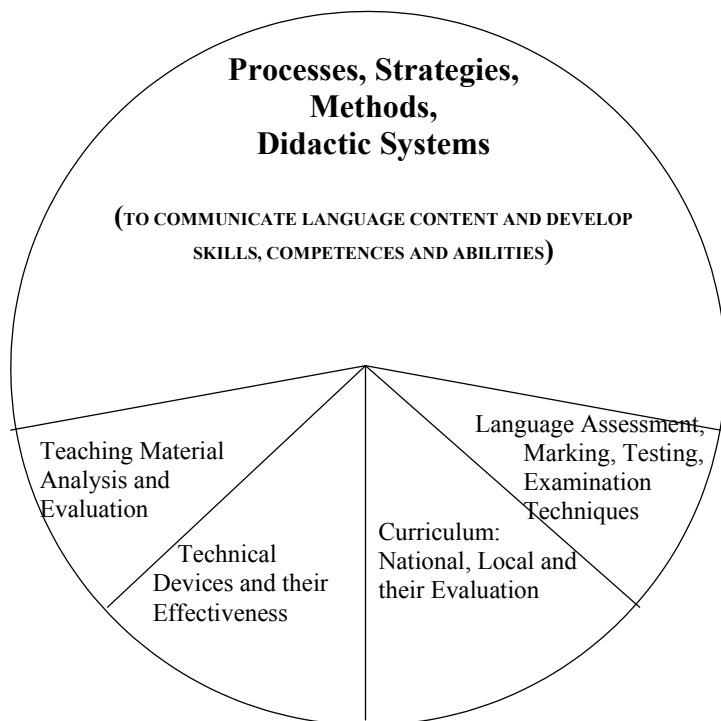 Processes, Strategies,
Methods,
Didactic Systems
(TO COMMUNICATE LANGUAGE CONTENT AND DEVELOP
SKILLS, COMPETENCES AND ABILITIES)
Teaching Material
Analysis and
Evaluation
Technical
Devices and their
Effectiveness
Curriculum:
National, Local and
their Evaluation
Language Assessment,
Marking, Testing,
Examination
Techniques